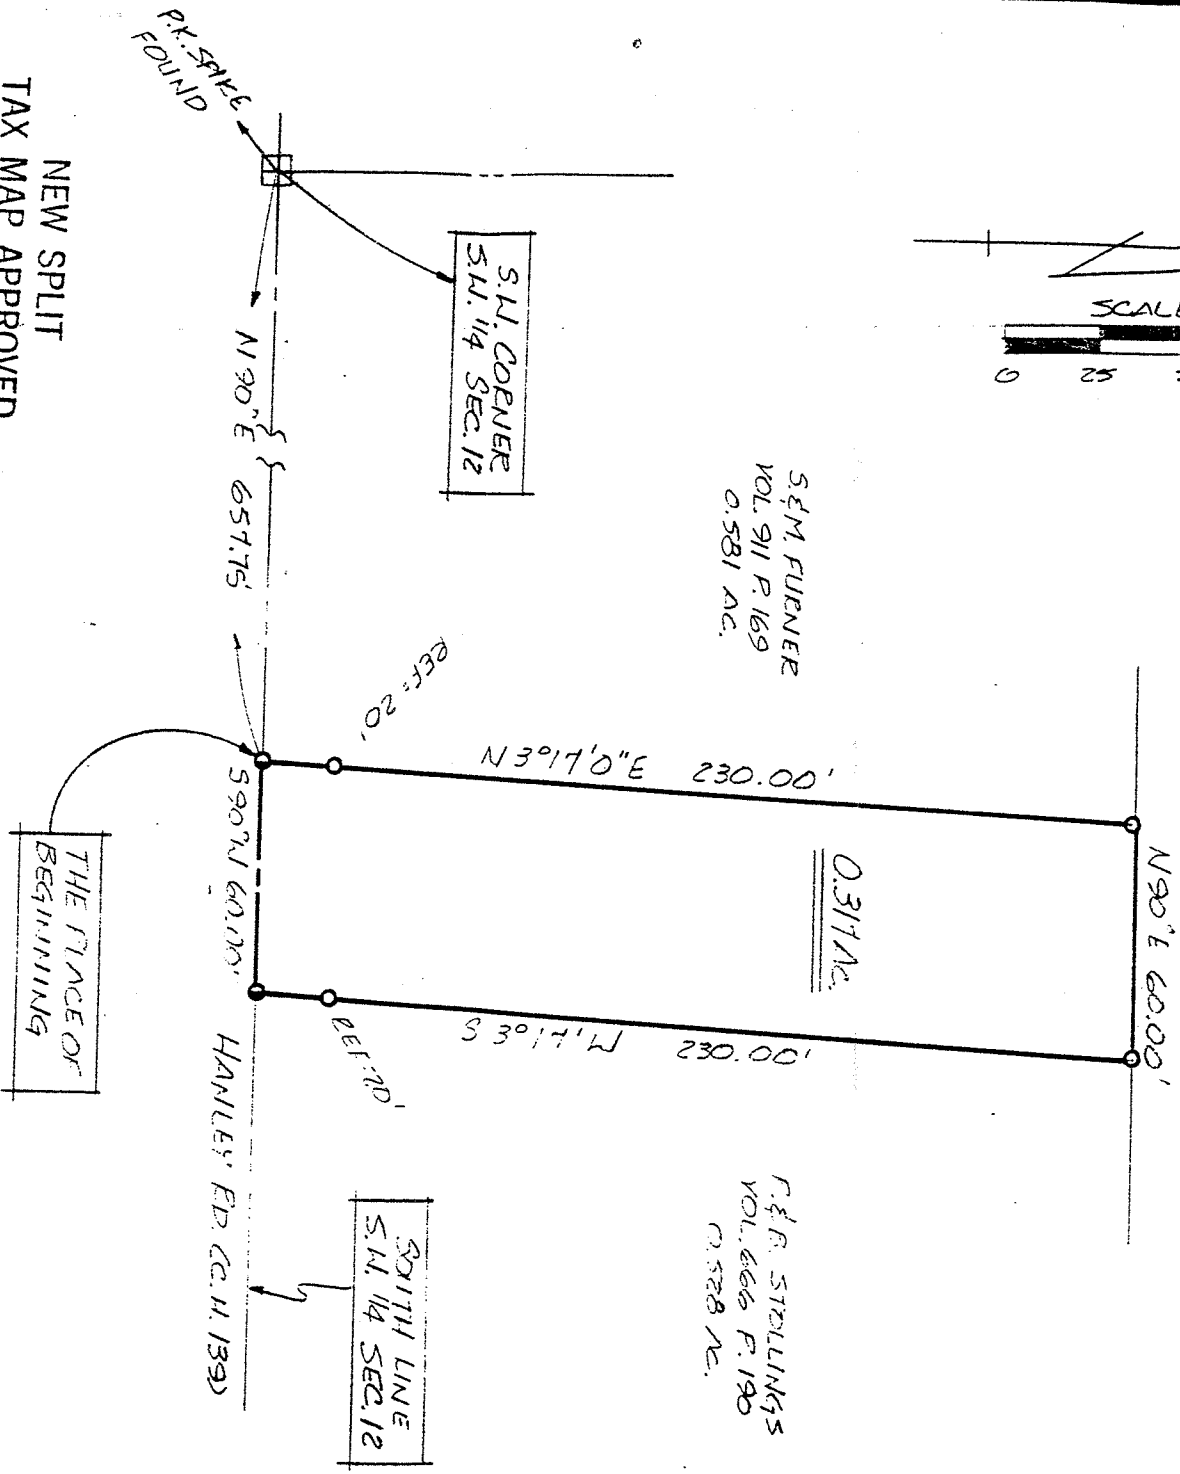 P.K. SPIKE
FOUND
NEW SPLIT
TAX MAP APPROVED
S.W. CORNER
S.W. 1/4 SEC. 12
SCALE
0 25
N 90° E 657.75'
S.&M. FURNER
VOL. 911 P. 169
0.581 AC.
REF: 20'
N 3°17'0"E 230.00'
N 90° E 60.00'
0.317 Ac.
S 90° W 60.00'
THE PLACE OF
BEGINNING
S 3°17' W 230.00'
REF: 20'
HANLEY RD. (C.H. 139)
SOUTH LINE
S.W. 1/4 SEC. 12
STOLLINGS
VOL. 666 P. 190
0.528 AC.